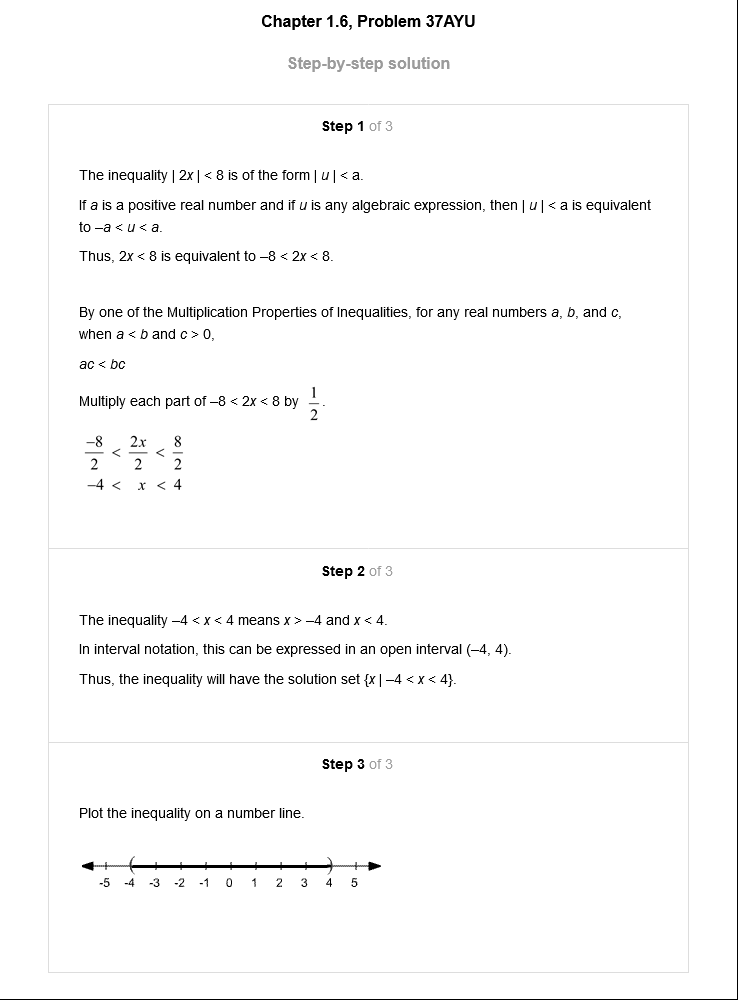 Chapter 1.6, Problem 37AYU
Step-by-step solution
Step 1 of 3
The inequality | 2x | < 8 is of the form | u | < a.
If a is a positive real number and if u is any algebraic expression, then | u | < a is equivalent
to –a < u < a.
Thus, 2x < 8 is equivalent to –8 < 2x < 8.
By one of the Multiplication Properties of Inequalities, for any real numbers a, b, and c,
when a < b and c > 0,
ac < bc
Multiply each part of –8 < 2x < 8 by 1/2.
–8/2 < 2x/2 < 8/2
–4 < x < 4
Step 2 of 3
The inequality –4 < x < 4 means x > –4 and x < 4.
In interval notation, this can be expressed in an open interval (–4, 4).
Thus, the inequality will have the solution set {x | –4 < x < 4}.
Step 3 of 3
Plot the inequality on a number line.
-5 -4 -3 -2 -1 0 1 2 3 4 5